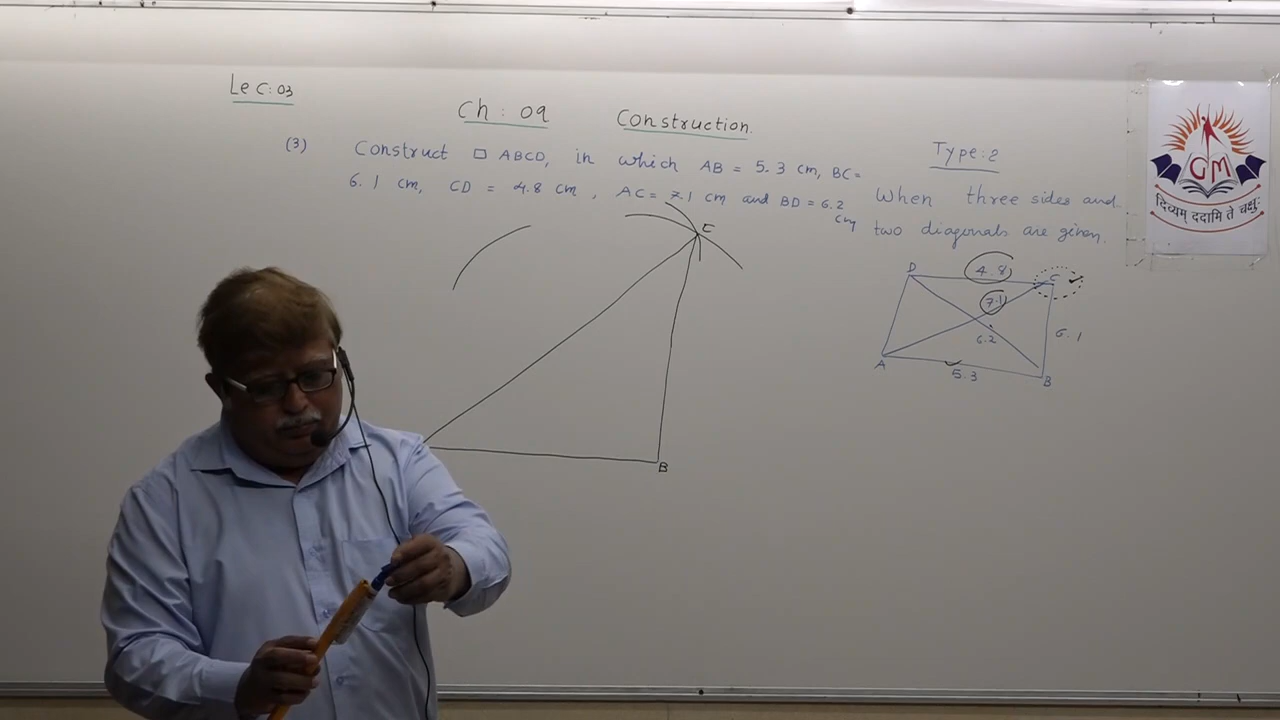 Lec:03
Ch: 09 Construction.
(3) Construct □ ABCD, in which AB = 5.3 cm, BC=
6.1 cm, CD = 4.8 cm, AC= 7.1 cm and BD = 6.2
cm
Type:2
When three sides and
two diagonals are given.
C
B
D
4.8
C
7.1
6.2
6.1
A
5.3
B
GM
दिव्यम् ददामि ते चक्षुः